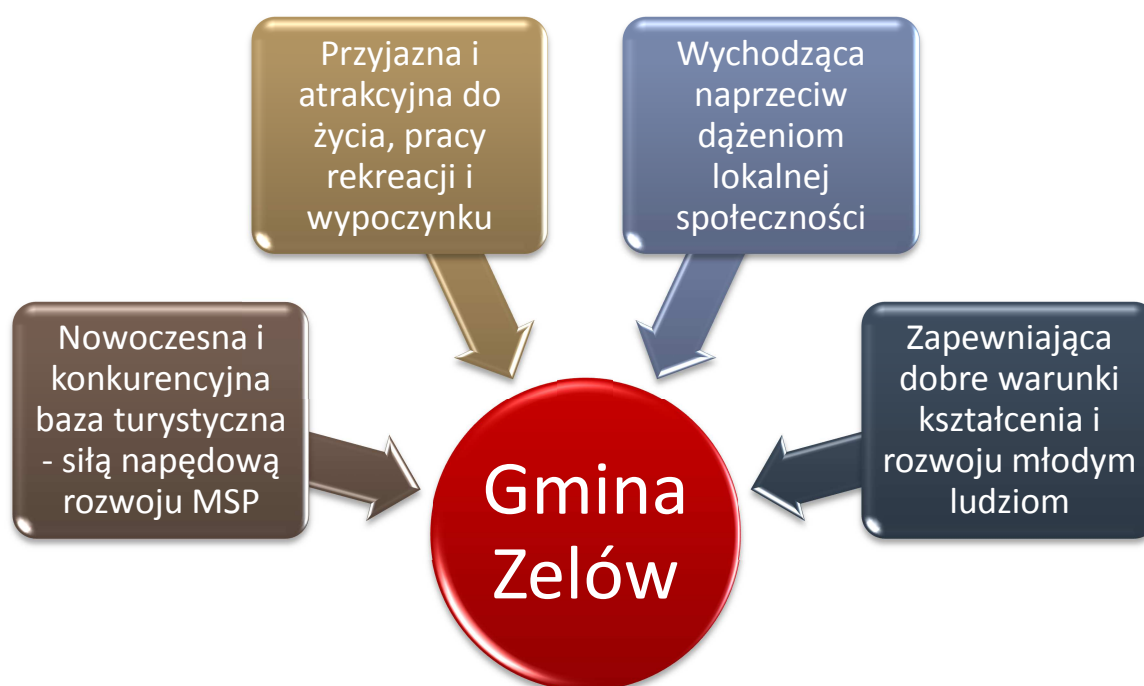 Przyjazna i
atrakcyjna do
życia, pracy
rekreacji i
wypoczynku
Wychodząca
naprzeciw
dążeniom
lokalnej
społeczności
Nowoczesna i
konkurencyjna
baza turystyczna
- siłą napędową
rozwoju MSP
Zapewniająca
dobre warunki
kształcenia i
rozwoju młodym
ludziom
Gmina
Zelów